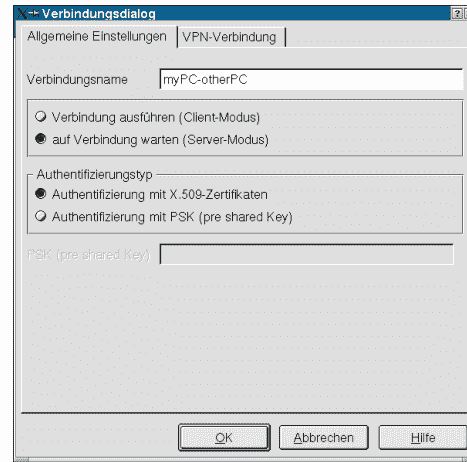 Verbindungsdialog
Allgemeine Einstellungen VPN-Verbindung
Verbindungsname myPC-otherPC
Verbindung ausführen (Client-Modus)
auf Verbindung warten (Server-Modus)
Authentifizierungstyp
Authentifizierung mit X.509-Zertifikaten
Authentifizierung mit PSK (pre shared Key)
PSK (pre shared Key)
OK Abbrechen Hilfe